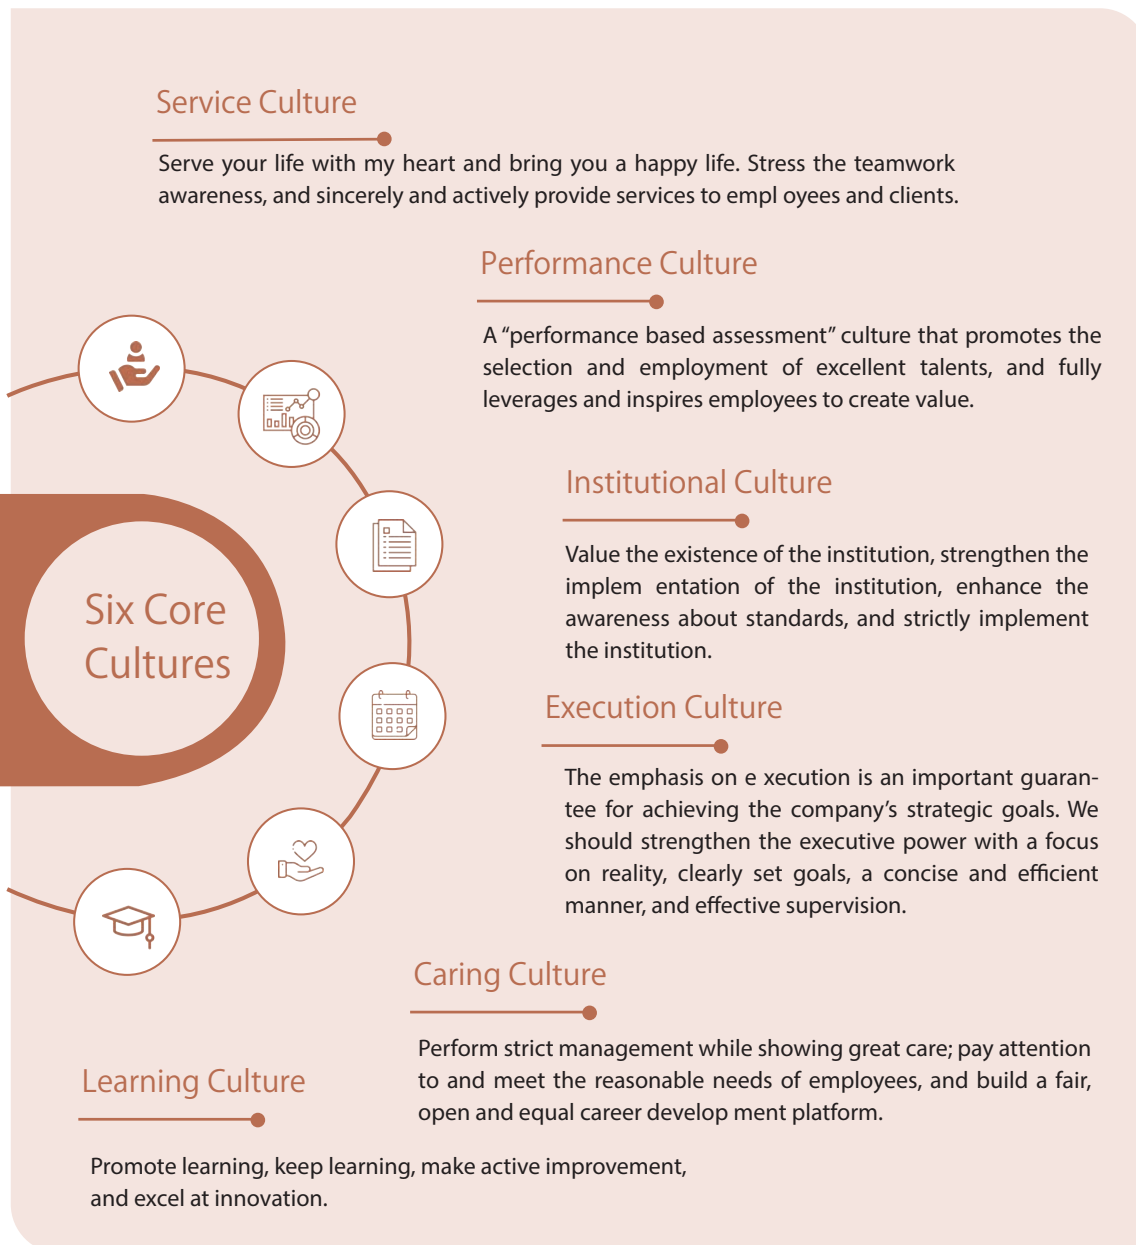 Service Culture
Serve your life with my heart and bring you a happy life. Stress the teamwork
awareness, and sincerely and actively provide services to empl oyees and clients.
Performance Culture
A “performance based assessment” culture that promotes the
selection and employment of excellent talents, and fully
leverages and inspires employees to create value.
Institutional Culture
Value the existence of the institution, strengthen the
implem entation of the institution, enhance the
awareness about standards, and strictly implement
the institution.
Six Core
Cultures
Execution Culture
The emphasis on e xecution is an important guaran-
tee for achieving the company’s strategic goals. We
should strengthen the executive power with a focus
on reality, clearly set goals, a concise and efficient
manner, and effective supervision.
Caring Culture
Perform strict management while showing great care; pay attention
to and meet the reasonable needs of employees, and build a fair,
open and equal career develop ment platform.
Learning Culture
Promote learning, keep learning, make active improvement,
and excel at innovation.